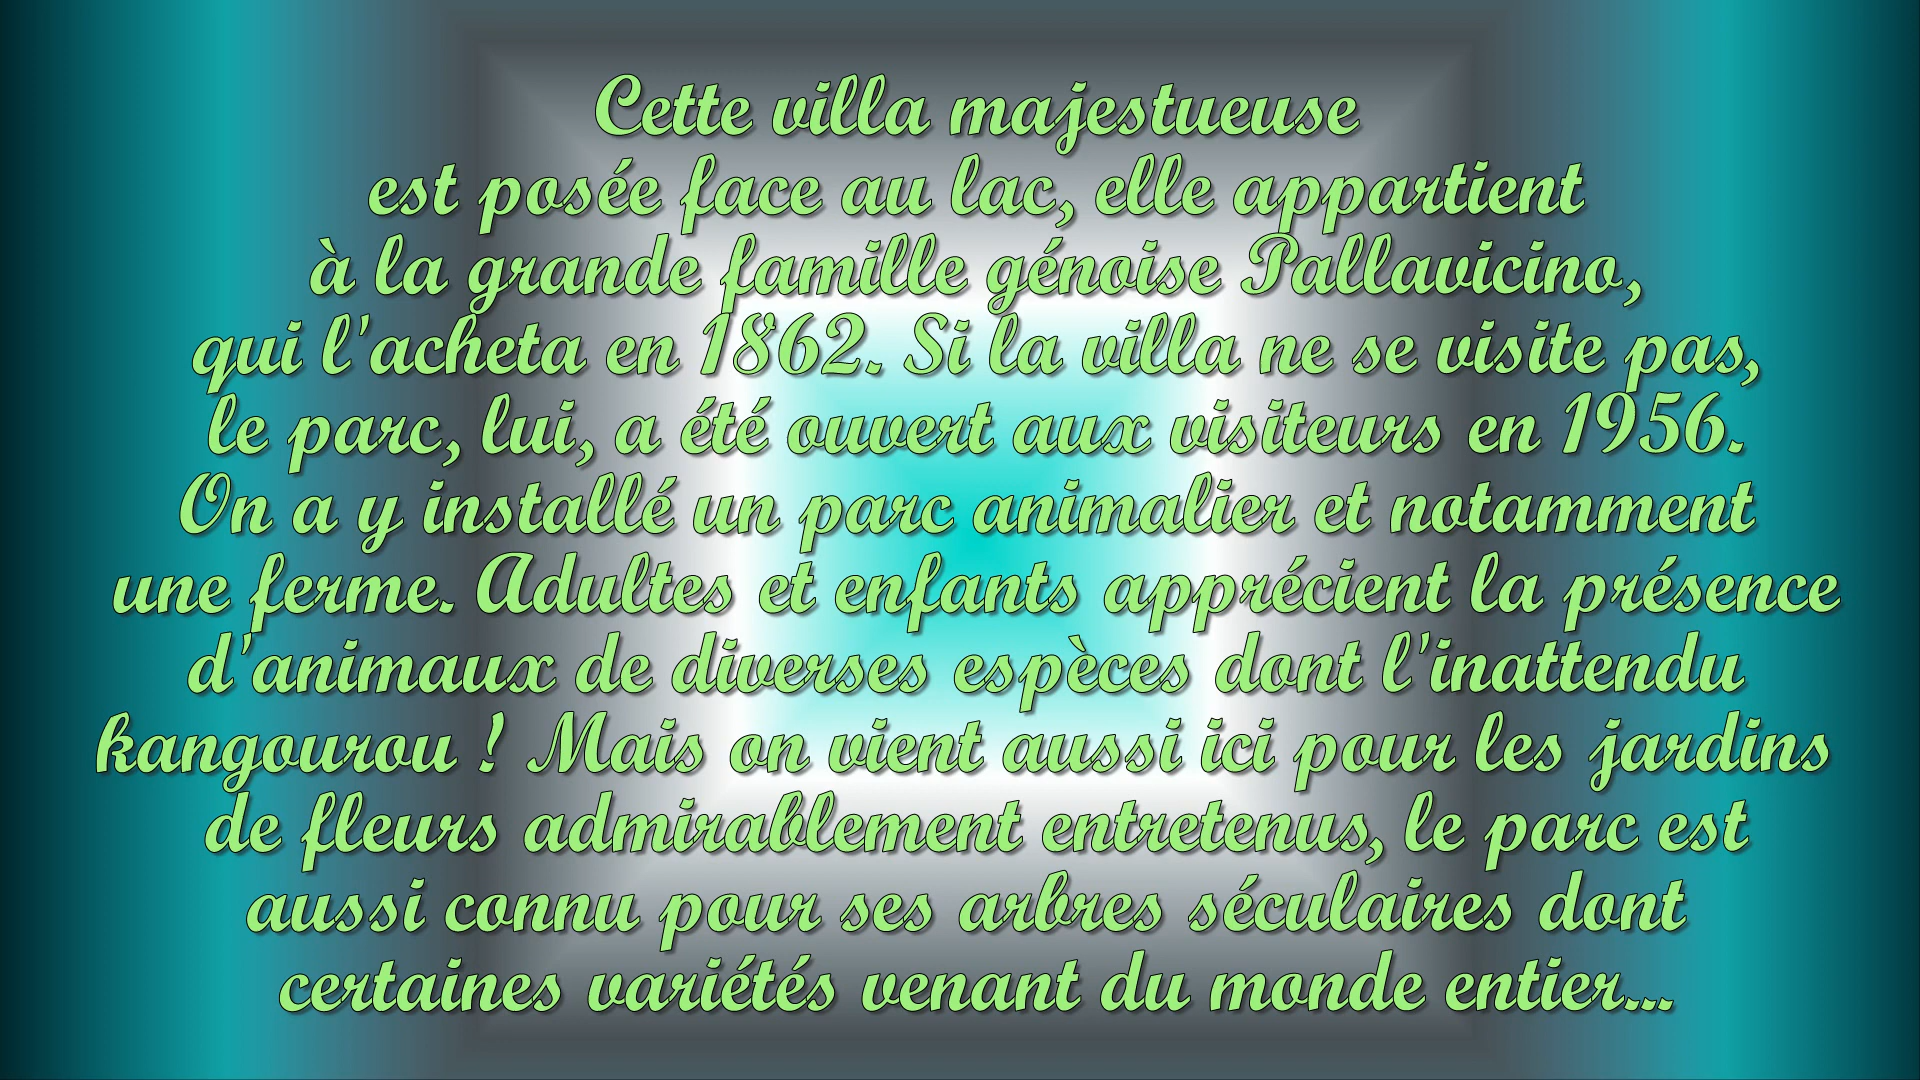 Cette villa majestueuse
est posée face au lac, elle appartient
à la grande famille génoise Pallavicino,
qui l'acheta en 1862. Si la villa ne se visite pas,
le parc, lui, a été ouvert aux visiteurs en 1956.
On a y installé un parc animalier et notamment
une ferme. Adultes et enfants apprécient la présence
d'animaux de diverses espèces dont l'inattendu
kangourou ! Mais on vient aussi ici pour les jardins
de fleurs admirablement entretenus, le parc est
aussi connu pour ses arbres séculaires dont
certaines variétés venant du monde entier...